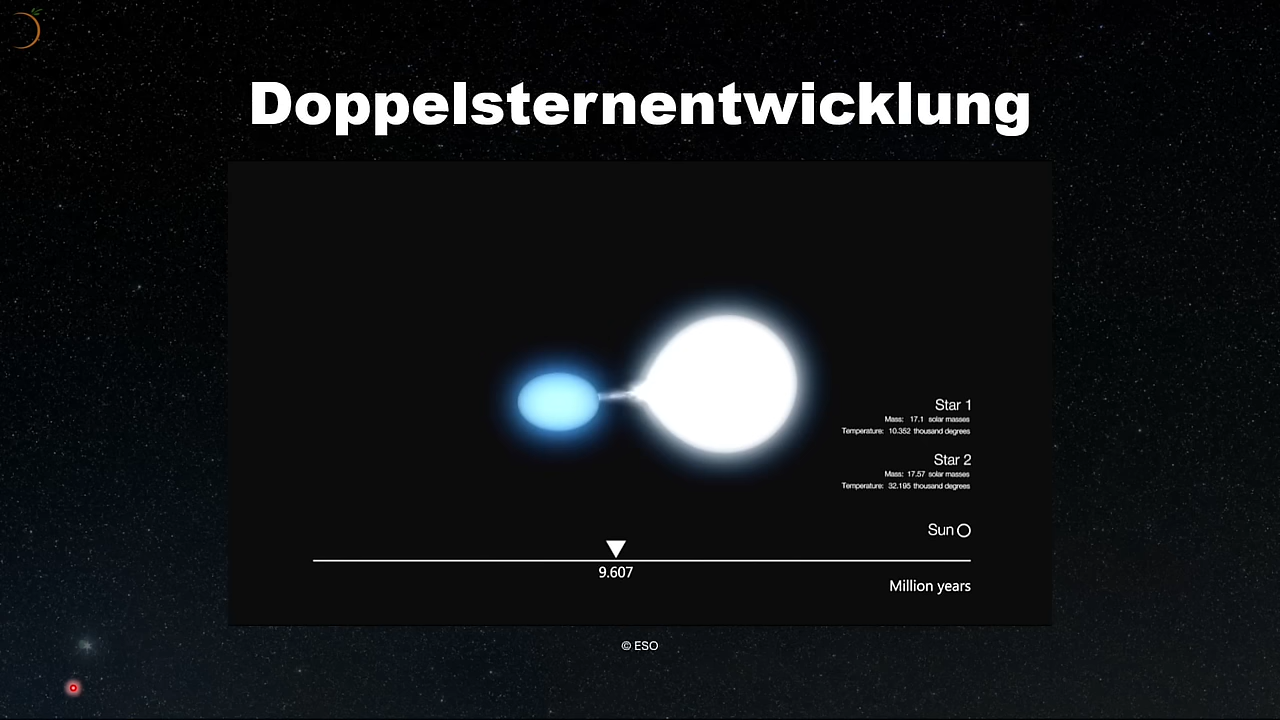 Doppelsternentwicklung
Star 1
Mass: 17.1 solar masses
Temperature: 10.352 thousand degrees
Star 2
Mass: 17.57 solar masses
Temperature: 32.195 thousand degrees
Sun
9.607
Million years
© ESO